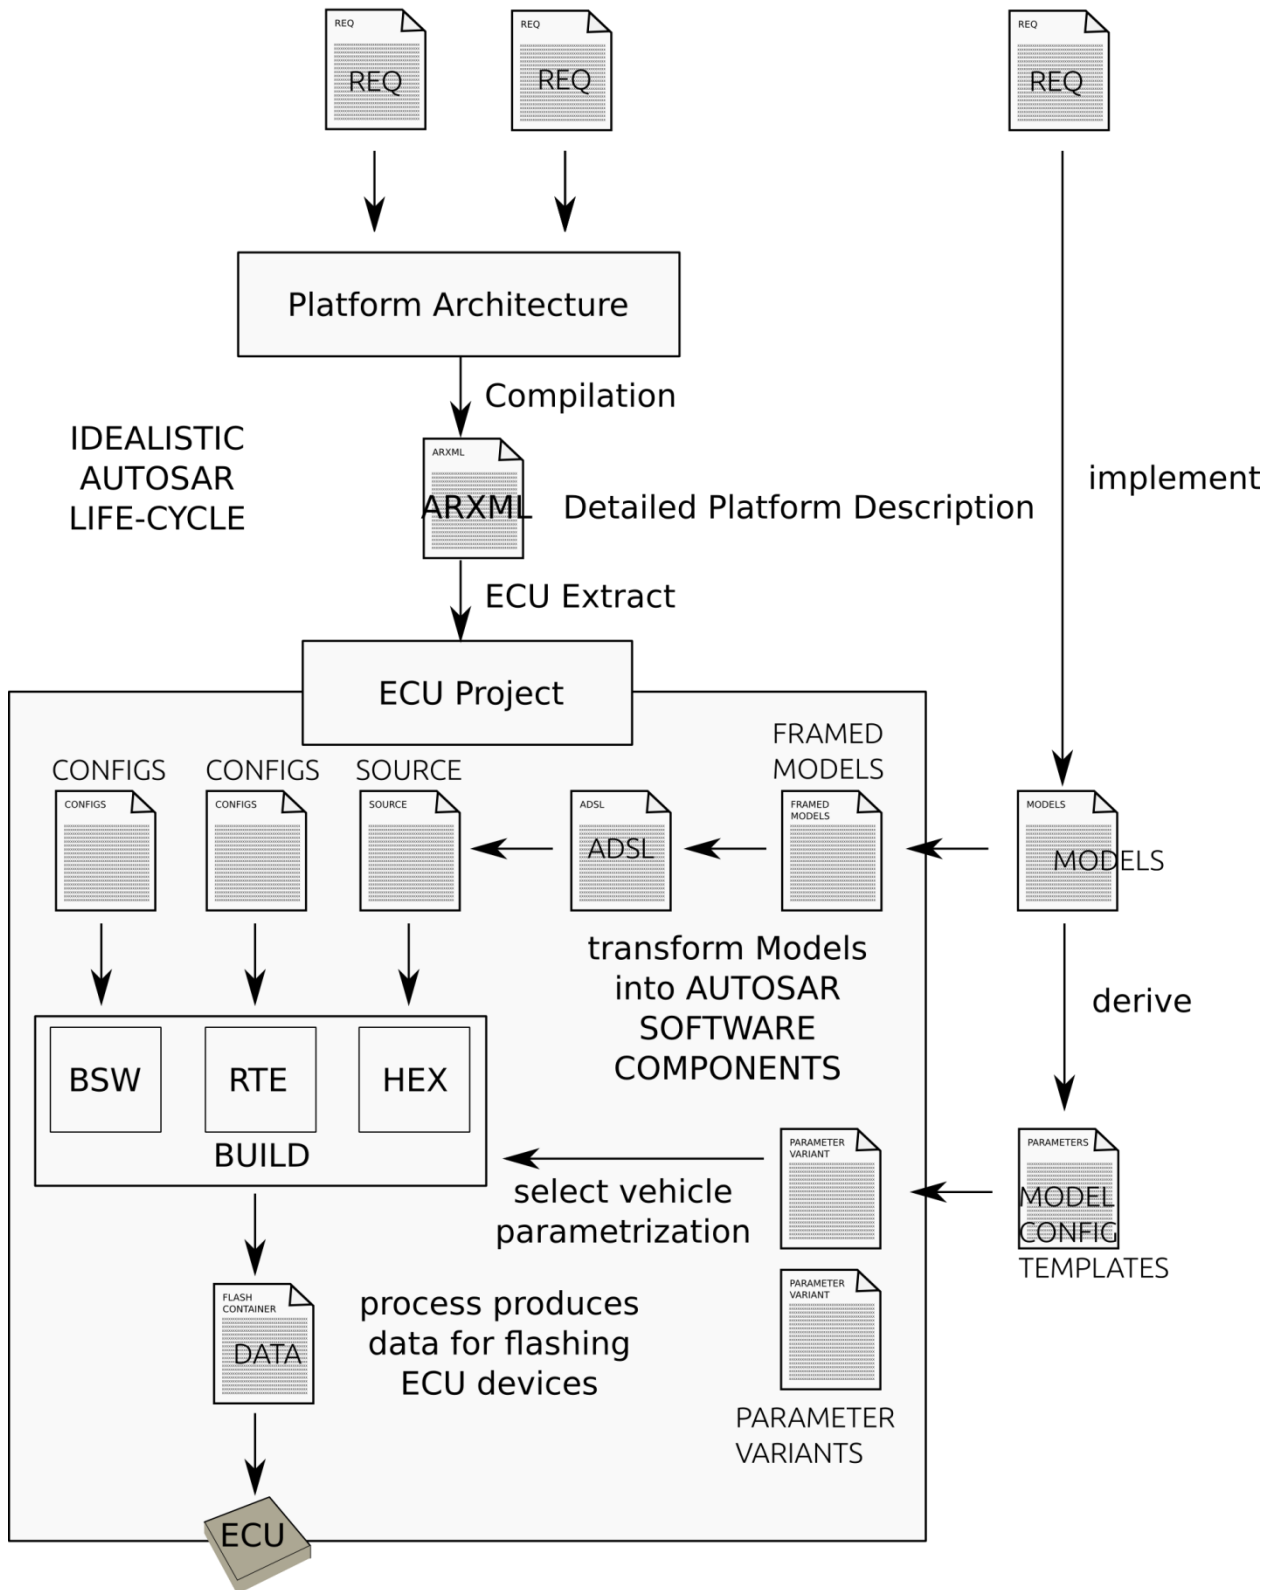 REQ
REQ
REQ
REQ
REQ
REQ
Platform Architecture
Compilation
IDEALISTIC
AUTOSAR
LIFE-CYCLE
ARXML
ARXML
Detailed Platform Description
implement
ECU Extract
ECU Project
CONFIGS
CONFIGS
SOURCE
FRAMED
MODELS
CONFIGS
CONFIGS
SOURCE
ADSL
ADSL
FRAMED
MODELS
MODELS
MODELS
transform Models
into AUTOSAR
SOFTWARE
COMPONENTS
derive
BSW
RTE
HEX
BUILD
select vehicle
parametrization
PARAMETER
VARIANT
PARAMETERS
MODEL
CONFIG
TEMPLATES
FLASH
CONTAINER
DATA
process produces
data for flashing
ECU devices
PARAMETER
VARIANT
PARAMETER
VARIANTS
ECU